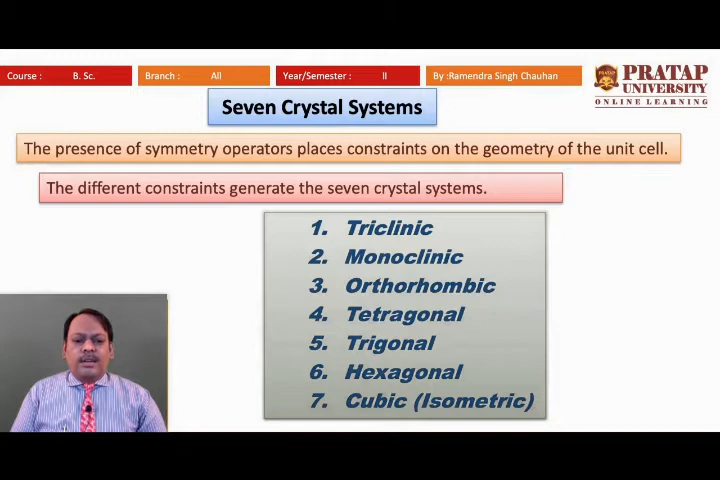 Course : B. Sc. Branch : All Year/Semester : II By :Ramendra Singh Chauhan
PRATAP
PRATAP
UNIVERSITY
ONLINE LEARNING
Seven Crystal Systems
The presence of symmetry operators places constraints on the geometry of the unit cell.
The different constraints generate the seven crystal systems.
1. Triclinic
2. Monoclinic
3. Orthorhombic
4. Tetragonal
5. Trigonal
6. Hexagonal
7. Cubic (Isometric)